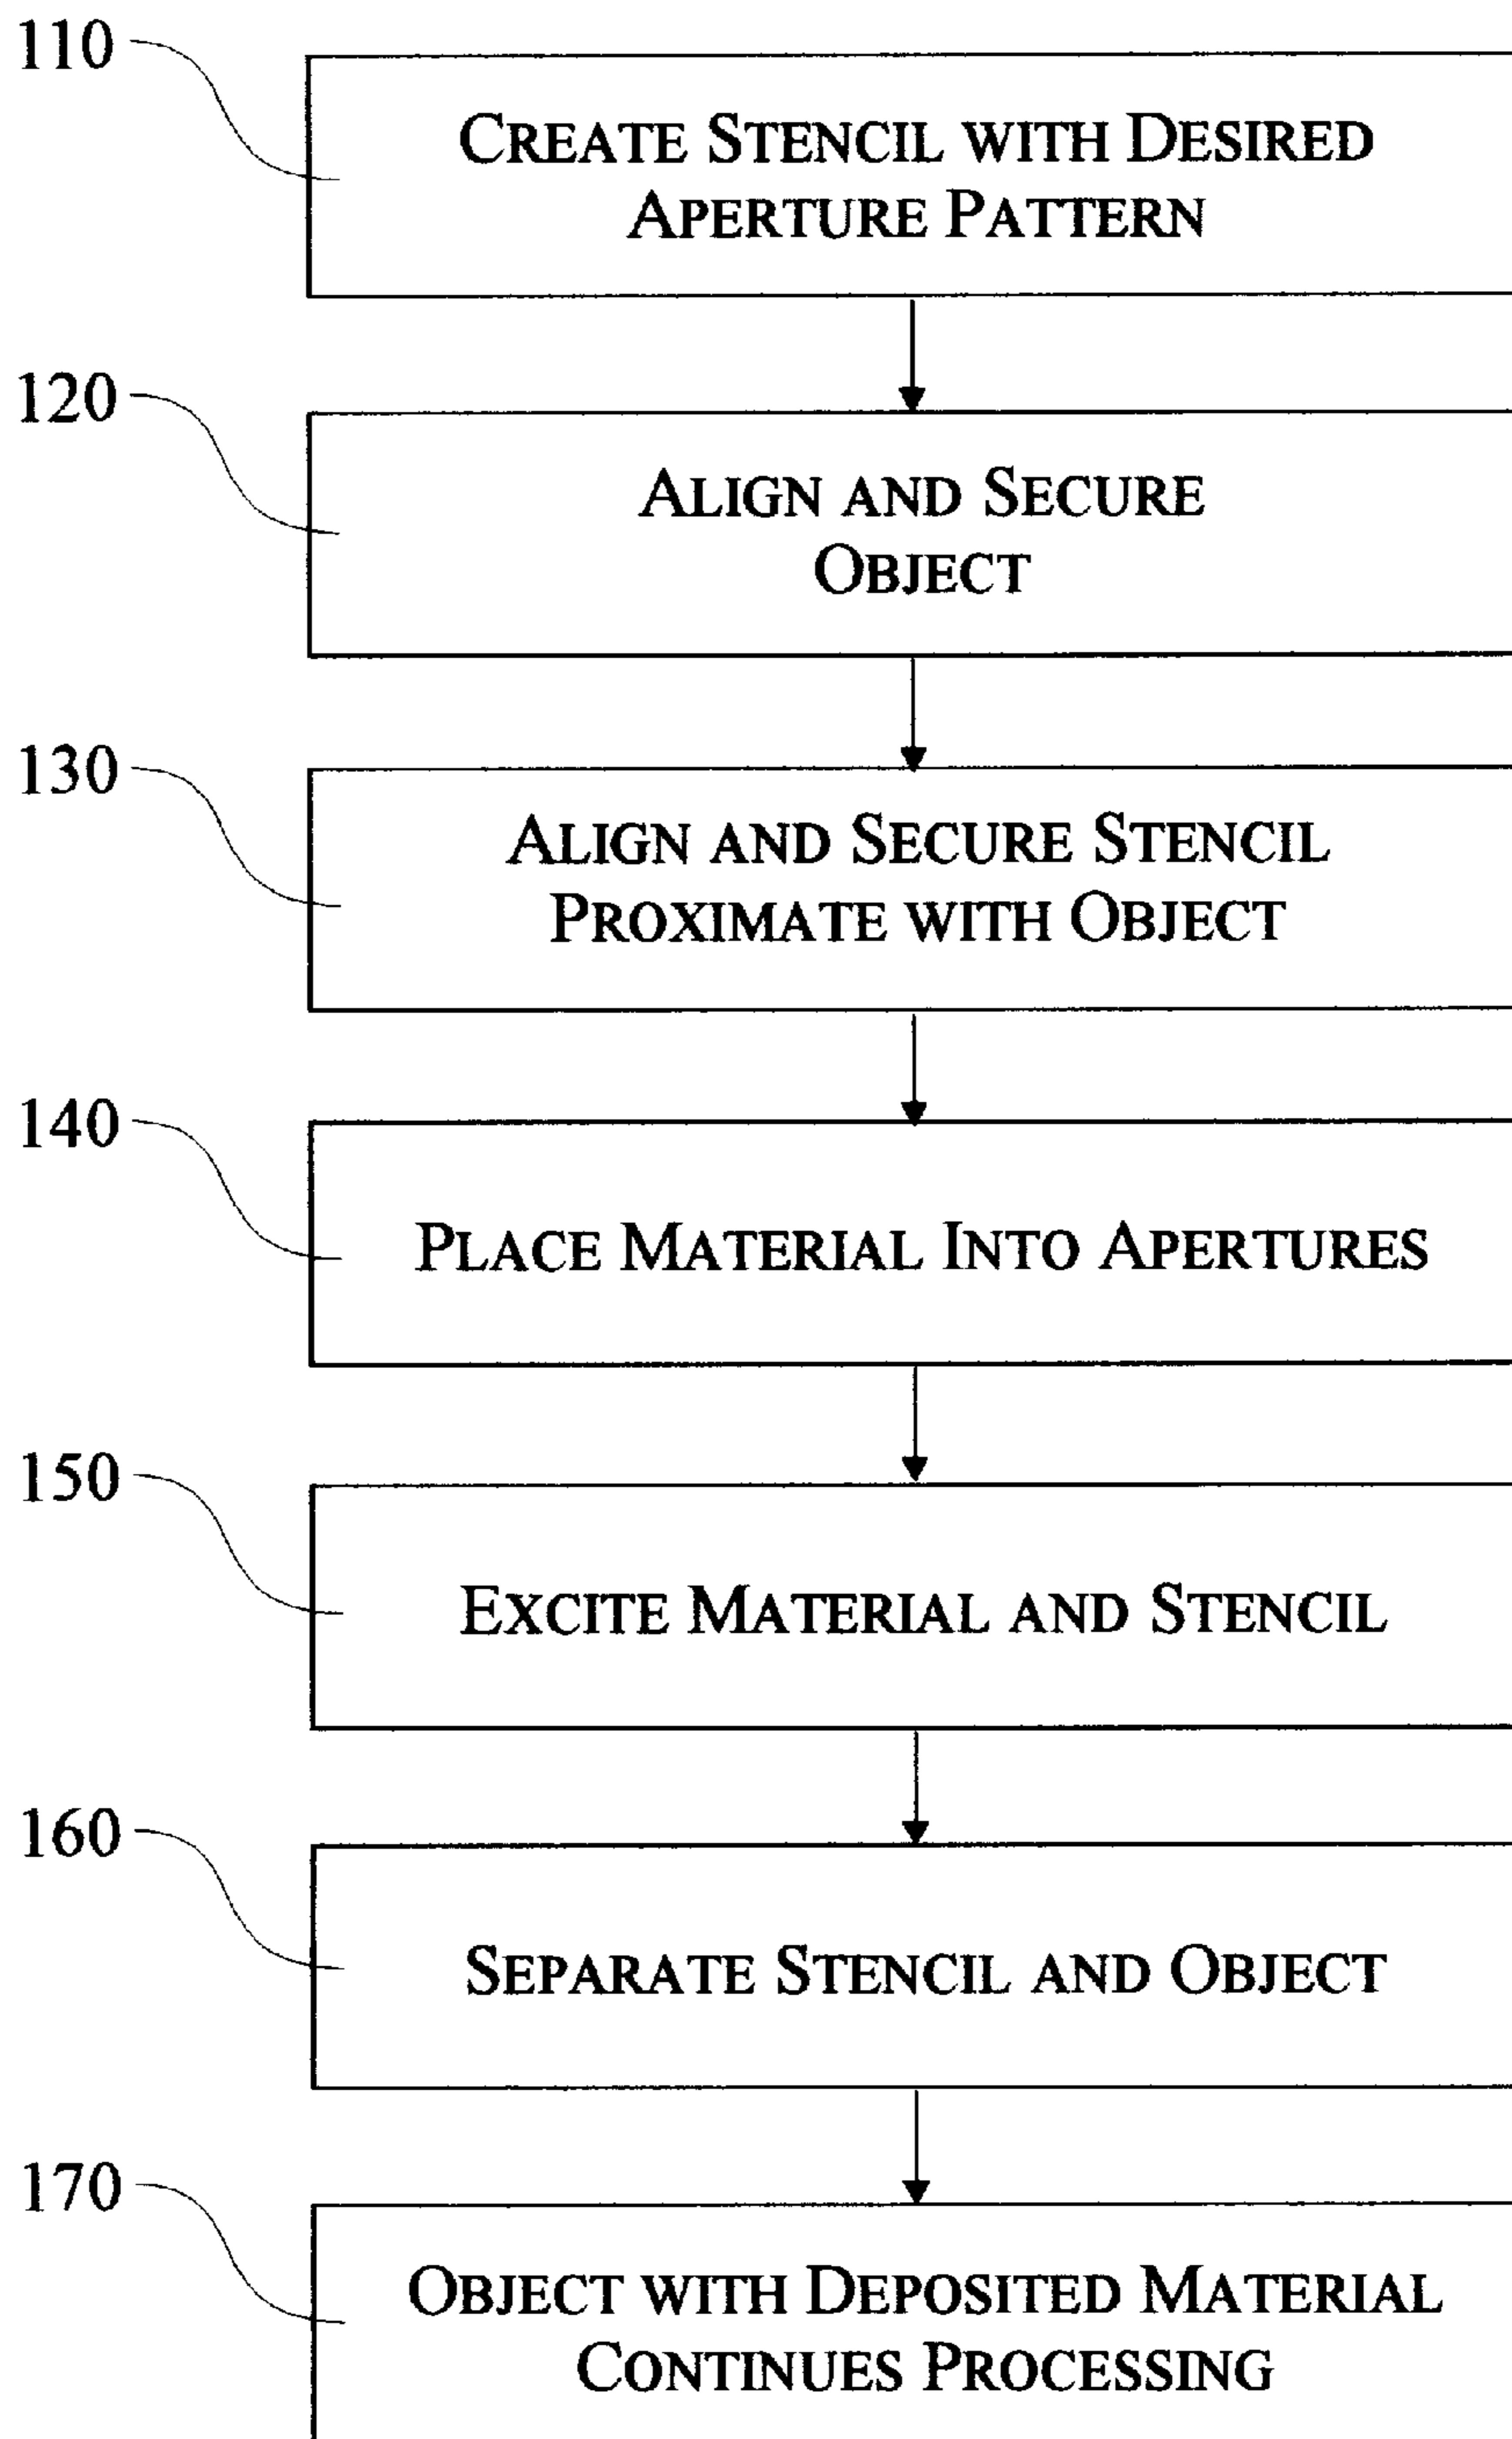 110
CREATE STENCIL WITH DESIRED
APERTURE PATTERN
120
ALIGN AND SECURE
OBJECT
130
ALIGN AND SECURE STENCIL
PROXIMATE WITH OBJECT
140
PLACE MATERIAL INTO APERTURES
150
EXCITE MATERIAL AND STENCIL
160
SEPARATE STENCIL AND OBJECT
170
OBJECT WITH DEPOSITED MATERIAL
CONTINUES PROCESSING